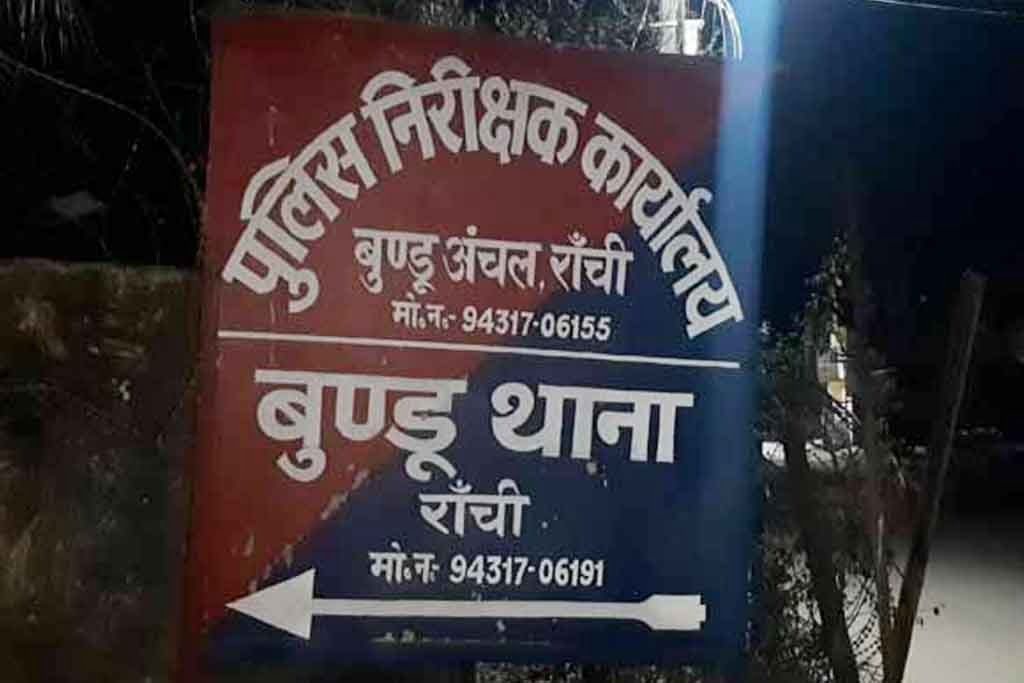 पुलिस निरीक्षक कार्यालय
बुण्डू अंचल, राँची
मो.न.- 94317-06155
बुण्डू थाना
राँची
मो.न.- 94317-06191